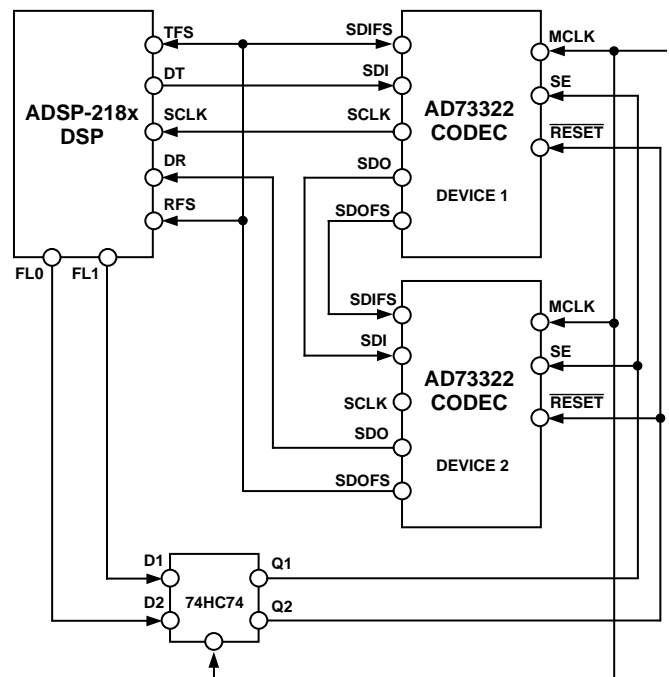 TFS
DT
SCLK
DR
RFS
ADSP-218x
DSP
FL0
FL1
SDIFS
SDI
SCLK
SDO
SDOFS
AD73322
CODEC
DEVICE 1
MCLK
SE
RESET
SDIFS
SDI
SCLK
SDO
SDOFS
AD73322
CODEC
DEVICE 2
MCLK
SE
RESET
D1
D2
74HC74
Q1
Q2